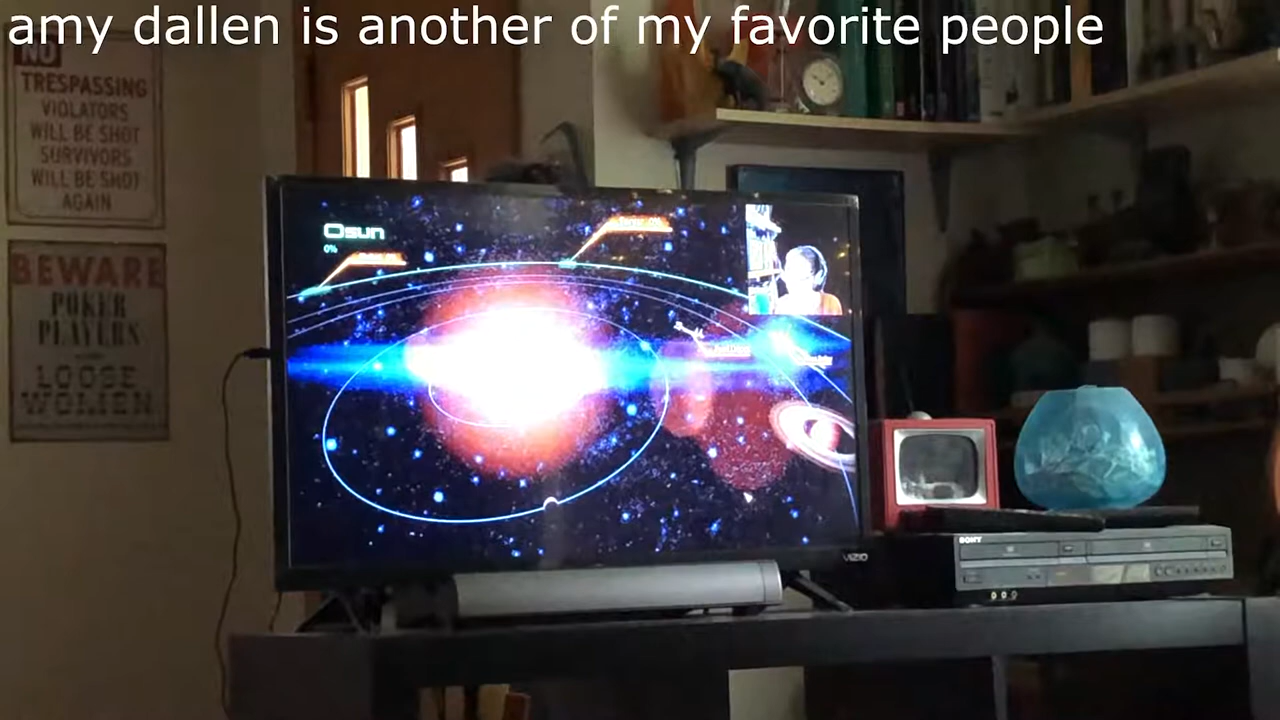 amy dallen is another of my favorite people
NO
TRESPASSING
VIOLATORS
WILL BE SHOT
SURVIVORS
WILL BE SHOT
AGAIN
BEWARE
POKER
PLAYERS
LOOSE
WOMEN
Osun
0%
VIZIO
SONY